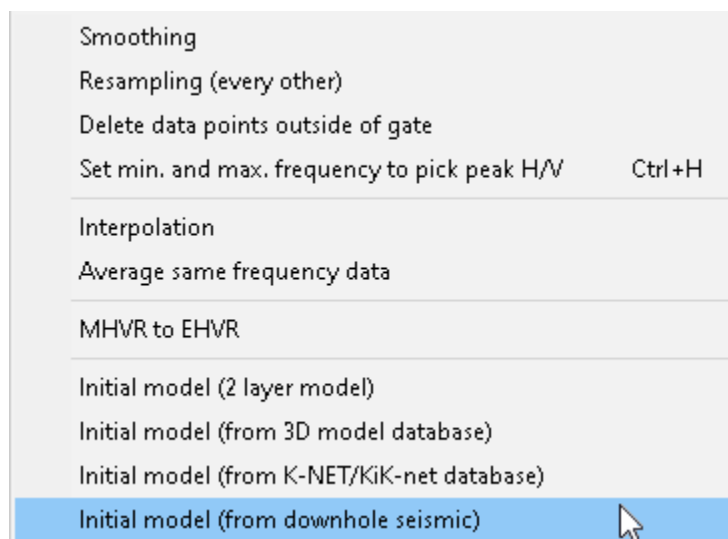 Smoothing
Resampling (every other)
Delete data points outside of gate
Set min. and max. frequency to pick peak H/V Ctrl+H
Interpolation
Average same frequency data
MHVR to EHVR
Initial model (2 layer model)
Initial model (from 3D model database)
Initial model (from K-NET/KiK-net database)
Initial model (from downhole seismic)